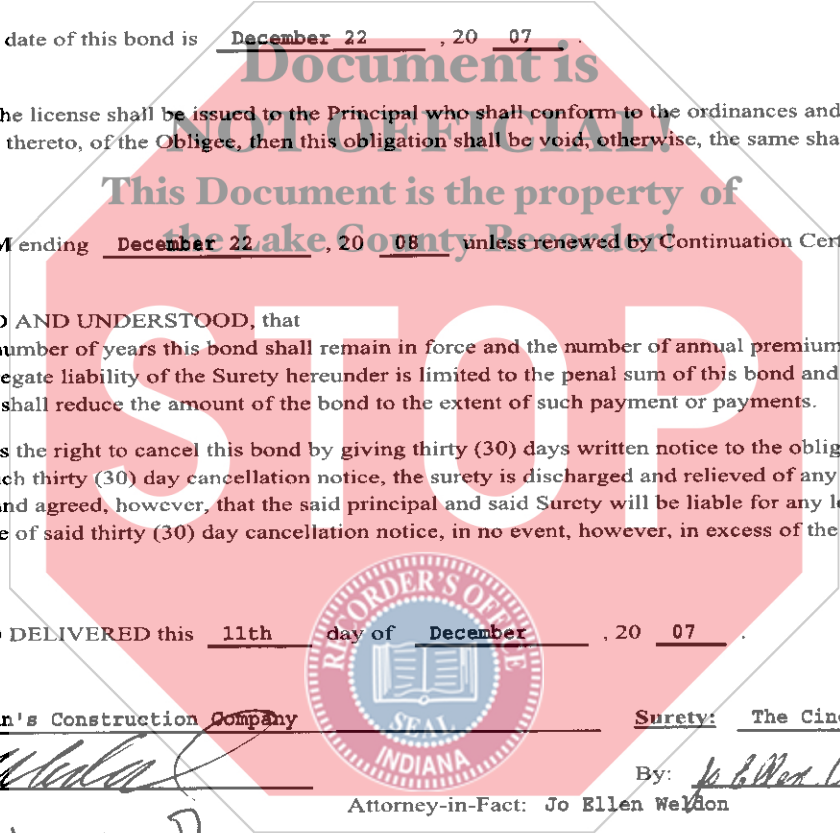 date of this bond is December 22 , 20 07 .
Document is
he license shall be issued to the Principal who shall conform to the ordinances and
NOT OFFICIAL!
thereto, of the Obligee, then this obligation shall be void, otherwise, the same sha
This Document is the property of
the Lake County Recorder!
M ending December 22 , 20 08 unless renewed by Continuation Cert
STOP
D AND UNDERSTOOD, that
number of years this bond shall remain in force and the number of annual premium
egate liability of the Surety hereunder is limited to the penal sum of this bond and
shall reduce the amount of the bond to the extent of such payment or payments.
s the right to cancel this bond by giving thirty (30) days written notice to the oblig
ch thirty (30) day cancellation notice, the surety is discharged and relieved of any
and agreed, however, that the said principal and said Surety will be liable for any l
e of said thirty (30) day cancellation notice, in no event, however, in excess of the
RECORDER'S OFFICE
SEAL
INDIANA
DELIVERED this 11th day of December , 20 07 .
n's Construction Company Surety: The Cin
By: Jo Ellen
Attorney-in-Fact: Jo Ellen Weldon